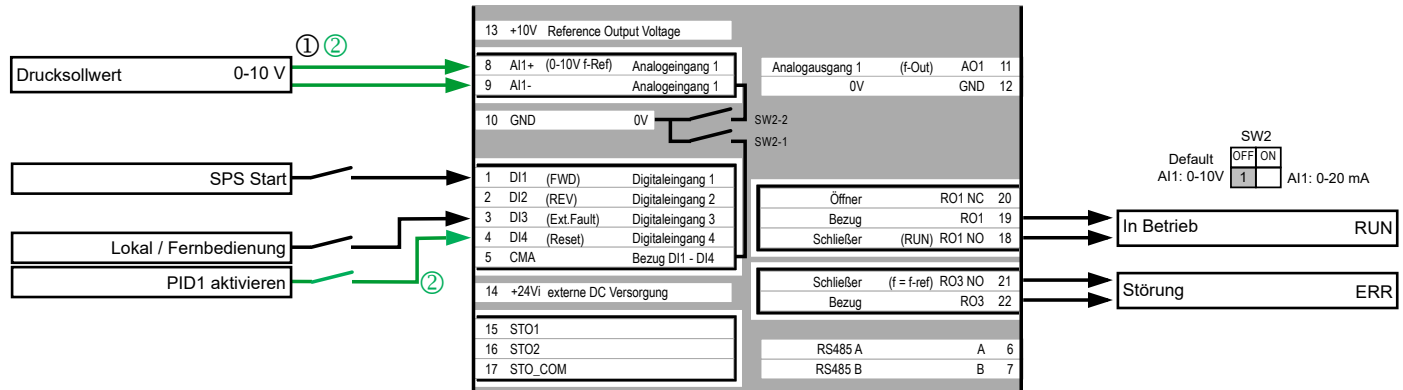 13 +10V Reference Output Voltage
① ②
Drucksollwert 0-10 V
8 AI1+ (0-10V f-Ref) Analogeingang 1
9 AI1- Analogeingang 1
Analogausgang 1 (f-Out) AO1 11
0V GND 12
10 GND 0V
SW2-2
SW2-1
SW2
OFF ON
Default
AI1: 0-10V 1 AI1: 0-20 mA
SPS Start
1 DI1 (FWD) Digitaleingang 1
2 DI2 (REV) Digitaleingang 2
3 DI3 (Ext.Fault) Digitaleingang 3
4 DI4 (Reset) Digitaleingang 4
5 CMA Bezug DI1 - DI4
Lokal / Fernbedienung
PID1 aktivieren
②
Öffner RO1 NC 20
Bezug RO1 19
Schließer (RUN) RO1 NO 18
In Betrieb RUN
14 +24Vi externe DC Versorgung
Schließer (f = f-ref) RO3 NO 21
Bezug RO3 22
Störung ERR
15 STO1
16 STO2
17 STO_COM
RS485 A A 6
RS485 B B 7